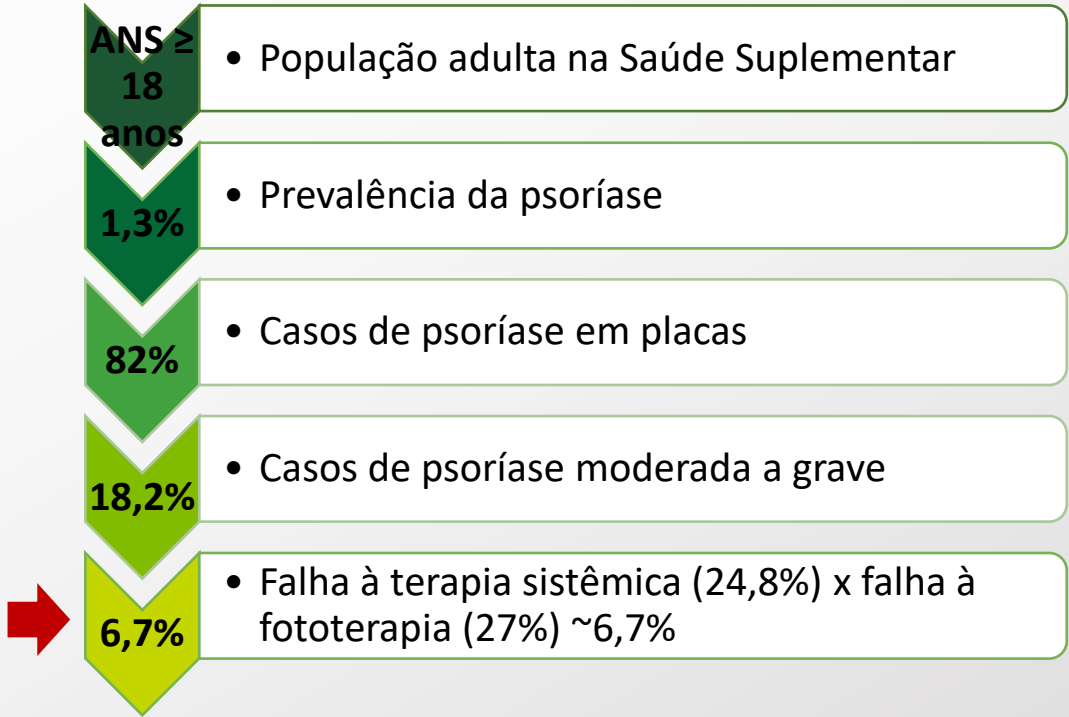 ANS ≥
18
anos
• População adulta na Saúde Suplementar
1,3%
• Prevalência da psoríase
82%
• Casos de psoríase em placas
18,2%
• Casos de psoríase moderada a grave
6,7%
• Falha à terapia sistêmica (24,8%) x falha à
fototerapia (27%) ~6,7%